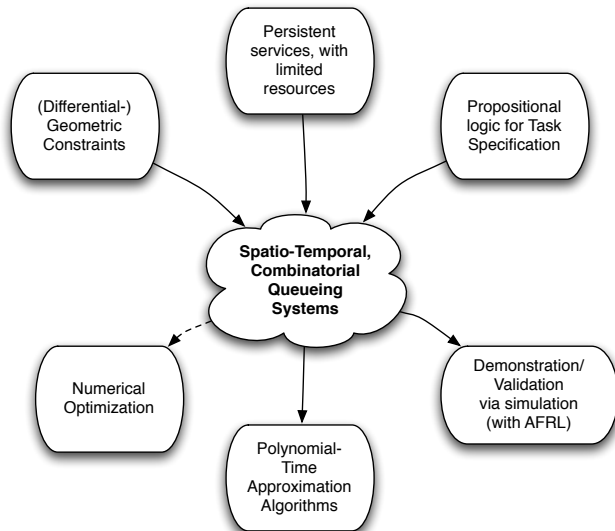 Persistent
services, with
limited
resources
(Differential-)
Geometric
Constraints
Propositional
logic for Task
Specification
Spatio-Temporal,
Combinatorial
Queueing
Systems
Numerical
Optimization
Demonstration/
Validation
via simulation
(with AFRL)
Polynomial-
Time
Approximation
Algorithms